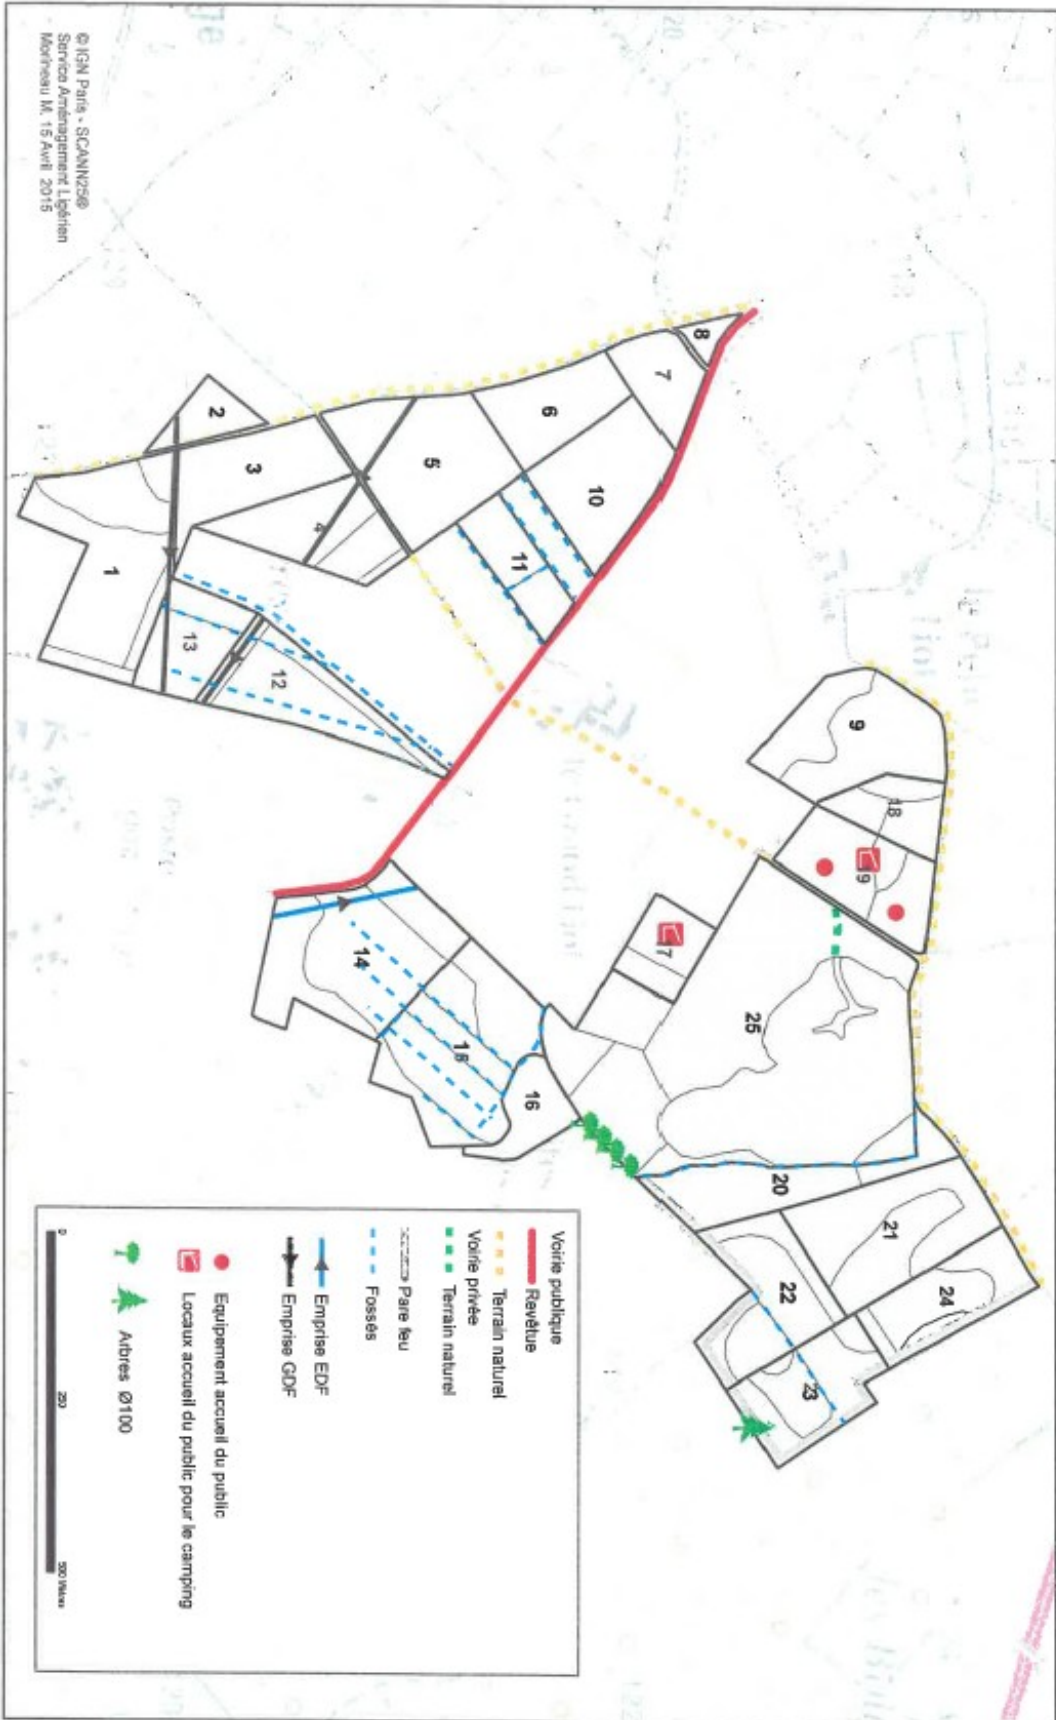 © IGN Paris - SCANN25®
Service Aménagement Ligérien
Morineau M. 15 Avril 2015
1
2
3
4
5
6
7
8
9
10
11
12
13
14
15
16
17
18
19
20
21
22
23
24
25
Voirie publique
Revêtue
Terrain naturel
Voirie privée
Terrain naturel
Pare feu
Fossés
Emprise EDF
Emprise GDF
Equipement accueil du public
Locaux accueil du public pour le camping
Arbres Ø100
0 250 500 Mètres